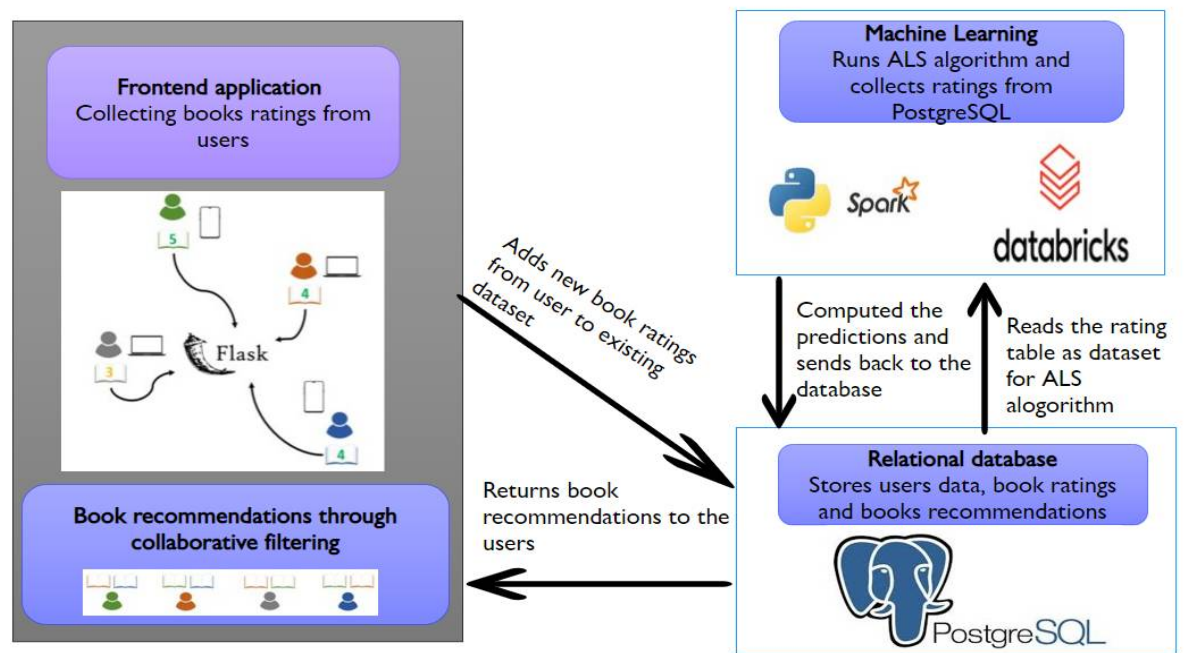 Frontend application
Collecting books ratings from
users
5
4
3
Flask
4
Book recommendations through
collaborative filtering
Adds new book ratings
from user to existing
dataset
Returns book
recommendations to the
users
Machine Learning
Runs ALS algorithm and
collects ratings from
PostgreSQL
Spark
databricks
Computed the
predictions and
sends back to the
database
Reads the rating
table as dataset
for ALS
alogorithm
Relational database
Stores users data, book ratings
and books recommendations
PostgreSQL